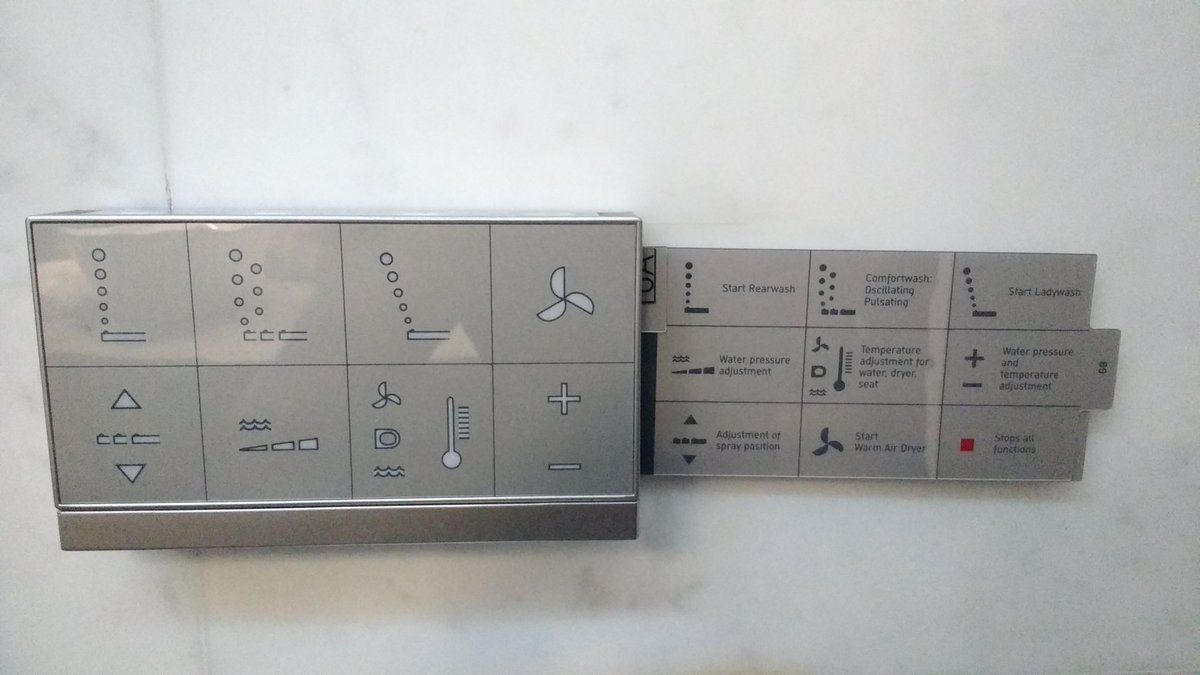 Start Rearwash
Comfortwash:
Oscillating
Pulsating
Start Ladywash
Water pressure
adjustment
Temperature
adjustment for
water, dryer,
seat
Water pressure
and
temperature
adjustment
Adjustment of
spray position
Start
Warm Air Dryer
Stops all
functions
GB